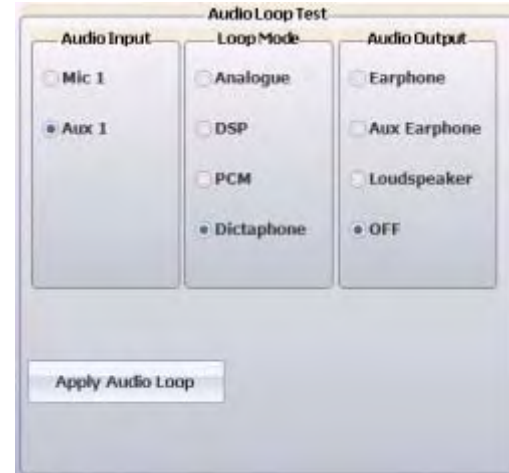 Audio Loop Test
Audio Input
Mic 1
Aux 1
Loop Mode
Analogue
DSP
PCM
Dictaphone
Audio Output
Earphone
Aux Earphone
Loudspeaker
OFF
Apply Audio Loop